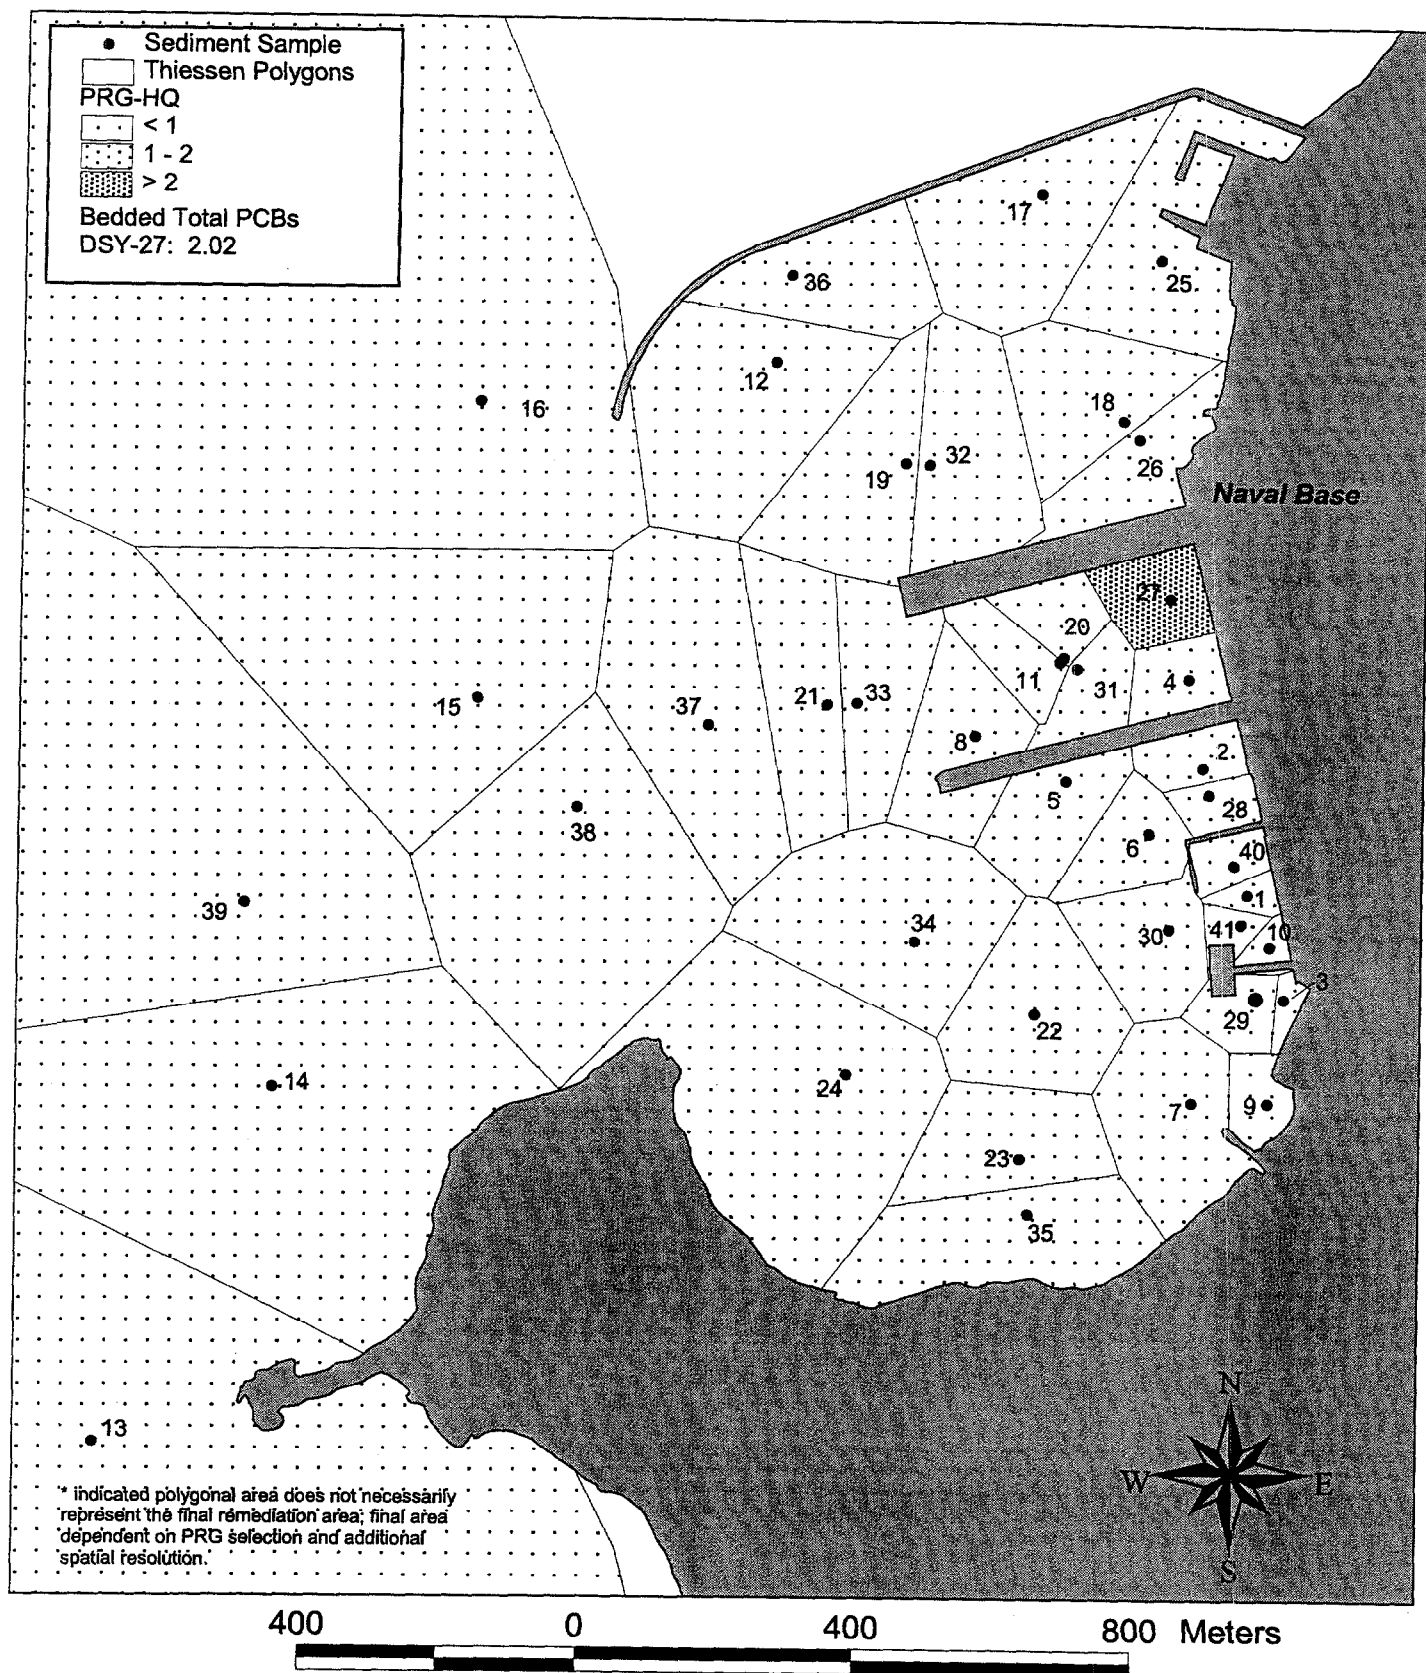 Sediment Sample
Thiessen Polygons
PRG-HQ
< 1
1 - 2
> 2
Bedded Total PCBs
DSY-27: 2.02
17
36
25
12
16
18
19
32
26
Naval Base
27
20
11
31
4
15
37
21
33
8
2
5
28
38
6
40
39
1
34
30
41
10
3
29
22
14
24
7
9
23
35
13
* indicated polygonal area does not necessarily
represent the final remediation area; final area
dependent on PRG selection and additional
spatial resolution.
N
W E
S
400 0 400 800 Meters